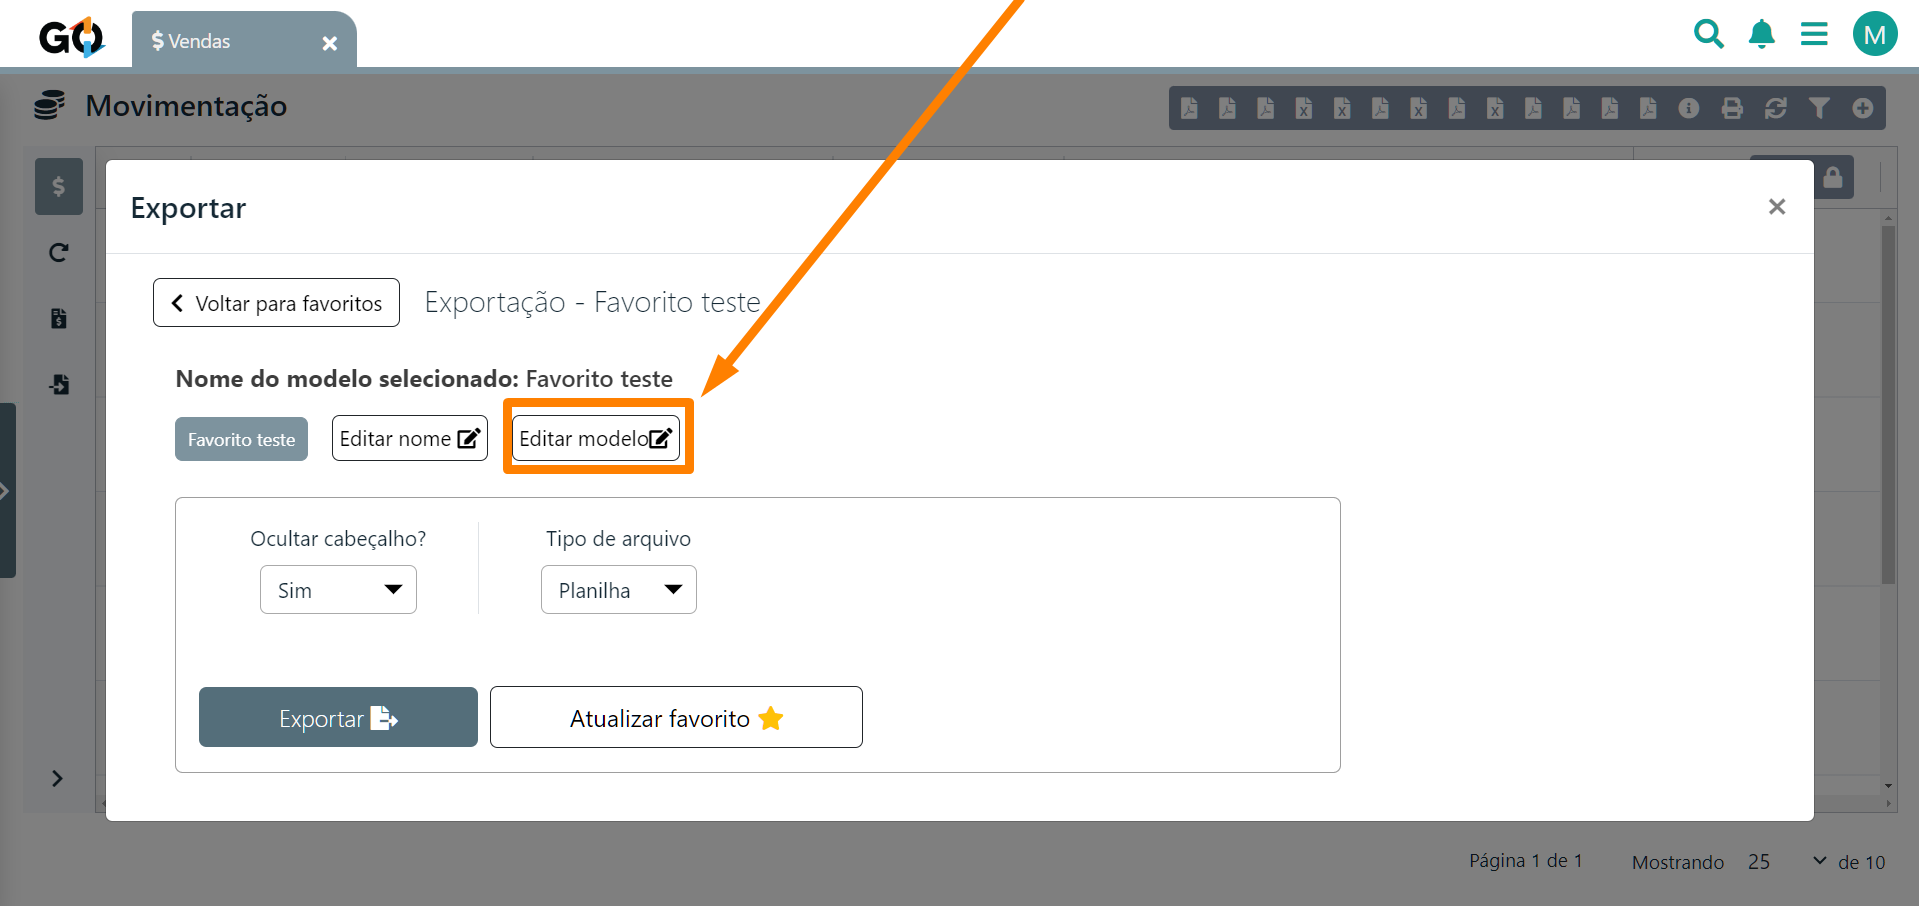 GO
$ Vendas
M
Movimentação
Exportar
Voltar para favoritos
Exportação - Favorito teste
Nome do modelo selecionado: Favorito teste
Favorito teste
Editar nome
Editar modelo
Ocultar cabeçalho?
Tipo de arquivo
Sim
Planilha
Exportar
Atualizar favorito
Página 1 de 1
Mostrando 25 de 10